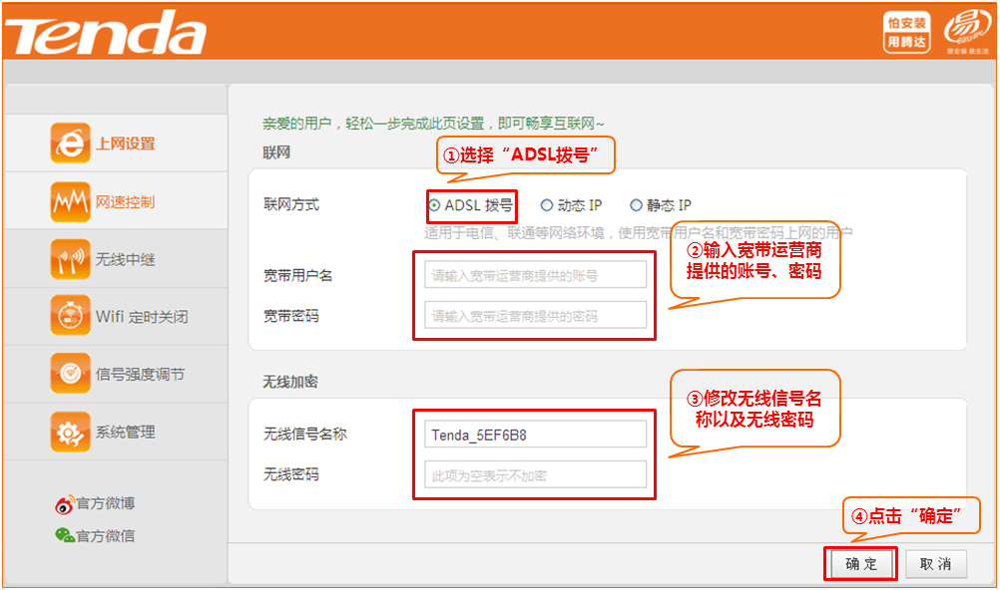 Tenda
怕安装
用腾达
易
easylife
易安装 易生活
上网设置
网速控制
无线中继
Wifi 定时关闭
信号强度调节
系统管理
官方微博
官方微信
亲爱的用户，轻松一步完成此页设置，即可畅享互联网~
联网
①选择“ADSL拨号”
联网方式
ADSL 拨号
动态 IP
静态 IP
适用于电信、联通等网络环境，使用宽带用户名和宽带密码上网的用户
②输入宽带运营商
提供的账号、密码
宽带用户名
请输入宽带运营商提供的账号
宽带密码
请输入宽带运营商提供的密码
无线加密
③修改无线信号名
称以及无线密码
无线信号名称
Tenda_5EF6B8
无线密码
此项为空表示不加密
④点击“确定”
确 定
取 消